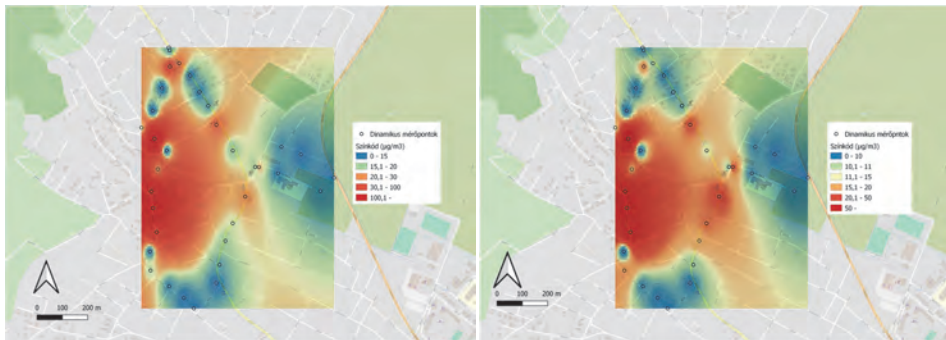 Dinamikus mérőpontok
Színkód (µg/m3)
0 - 15
15,1 - 20
20,1 - 30
30,1 - 100
100,1 -
0 100 200 m
Dinamikus mérőpntok
Színkód (µg/m3)
0 - 10
10,1 - 11
11,1 - 15
15,1 - 20
20,1 - 50
50 -
0 100 200 m